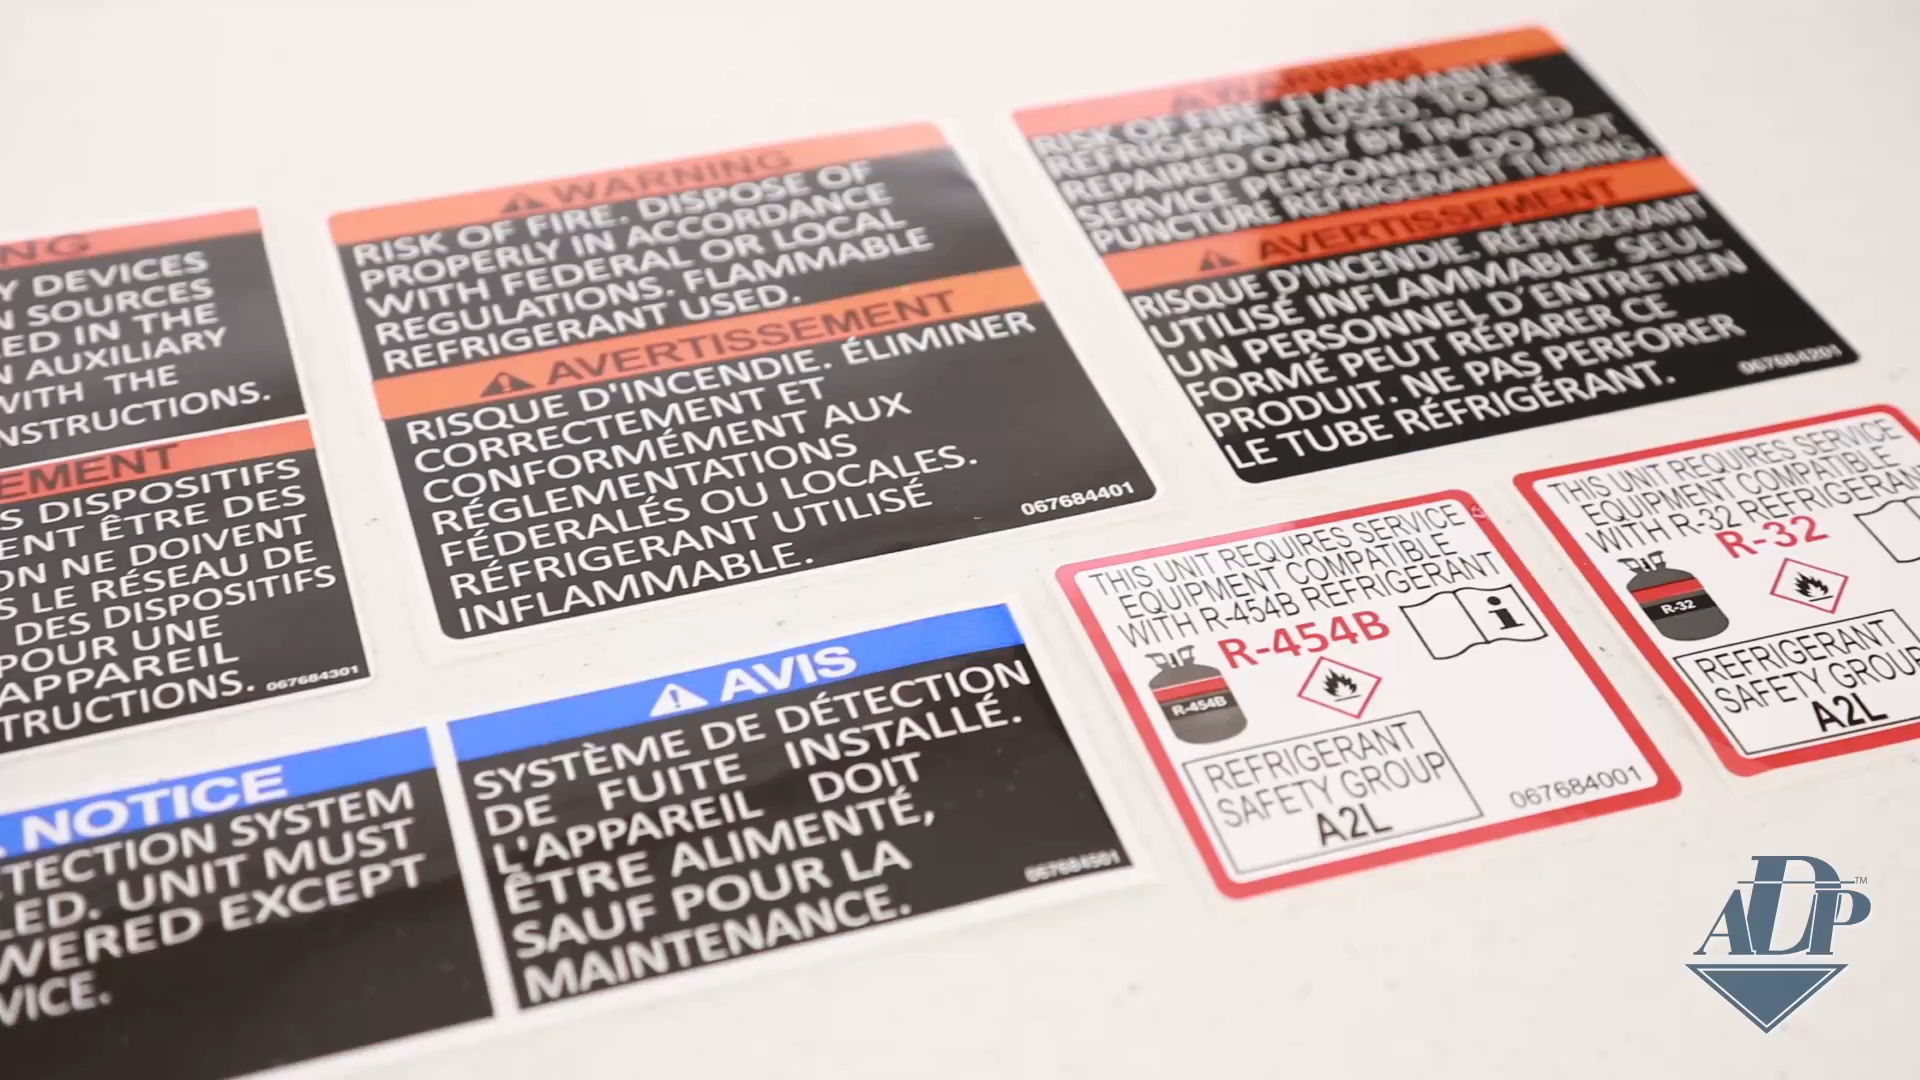 NG
Y DEVICES
N SOURCES
ED IN THE
N AUXILIARY
WITH THE
NSTRUCTIONS.
EMENT
S DISPOSITIFS
ENT ÊTRE DES
ON NE DOIVENT
S LE RÉSEAU DE
DES DISPOSITIFS
POUR UNE
APPAREIL
TRUCTIONS.
067684301
WARNING
RISK OF FIRE. DISPOSE OF
PROPERLY IN ACCORDANCE
WITH FEDERAL OR LOCAL
REGULATIONS. FLAMMABLE
REFRIGERANT USED.
AVERTISSEMENT
RISQUE D'INCENDIE. ÉLIMINER
CORRECTEMENT ET
CONFORMÉMENT AUX
RÉGLEMENTATIONS
FÉDERALÉS OU LOCALES.
RÉFRIGERANT UTILISÉ
INFLAMMABLE.
067684401
WARNING
RISK OF FIRE. FLAMMABLE
REFRIGERANT USED. TO BE
REPAIRED ONLY BY TRAINED
SERVICE PERSONNEL. DO NOT
PUNCTURE REFRIGERANT TUBING.
AVERTISSEMENT
RISQUE D'INCENDIE. RÉFRIGÉRANT
UTILISÉ INFLAMMABLE. SEUL
UN PERSONNEL D'ENTRETIEN
FORMÉ PEUT RÉPARER CE
PRODUIT. NE PAS PERFORER
LE TUBE RÉFRIGÉRANT.
067684201
NOTICE
TECTION SYSTEM
LED. UNIT MUST
WERED EXCEPT
VICE.
AVIS
SYSTÈME DE DÉTECTION
DE FUITE INSTALLÉ.
L'APPAREIL DOIT
ÊTRE ALIMENTÉ,
SAUF POUR LA
MAINTENANCE.
067684501
THIS UNIT REQUIRES SERVICE
EQUIPMENT COMPATIBLE
WITH R-454B REFRIGERANT
R-454B
i
R-454B
REFRIGERANT
SAFETY GROUP
A2L
067684001
THIS UNIT REQUIRES SERVICE
EQUIPMENT COMPATIBLE
WITH R-32 REFRIGERAN
R-32
R-32
REFRIGERANT
SAFETY GROUP
A2L
ADP™